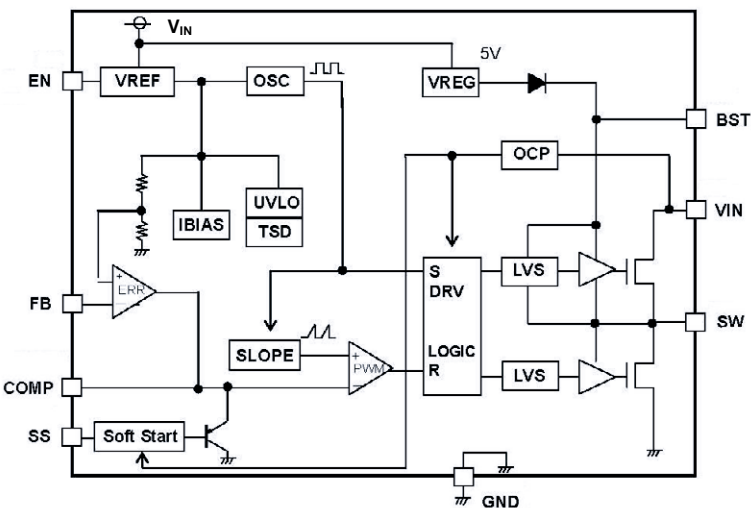 VIN
EN
VREF
OSC
5V
VREG
BST
OCP
VIN
IBIAS
UVLO
TSD
+
ERR
−
FB
S
DRV
LOGIC
R
LVS
SW
SLOPE
+
PWM
−
LVS
COMP
SS
Soft Start
GND